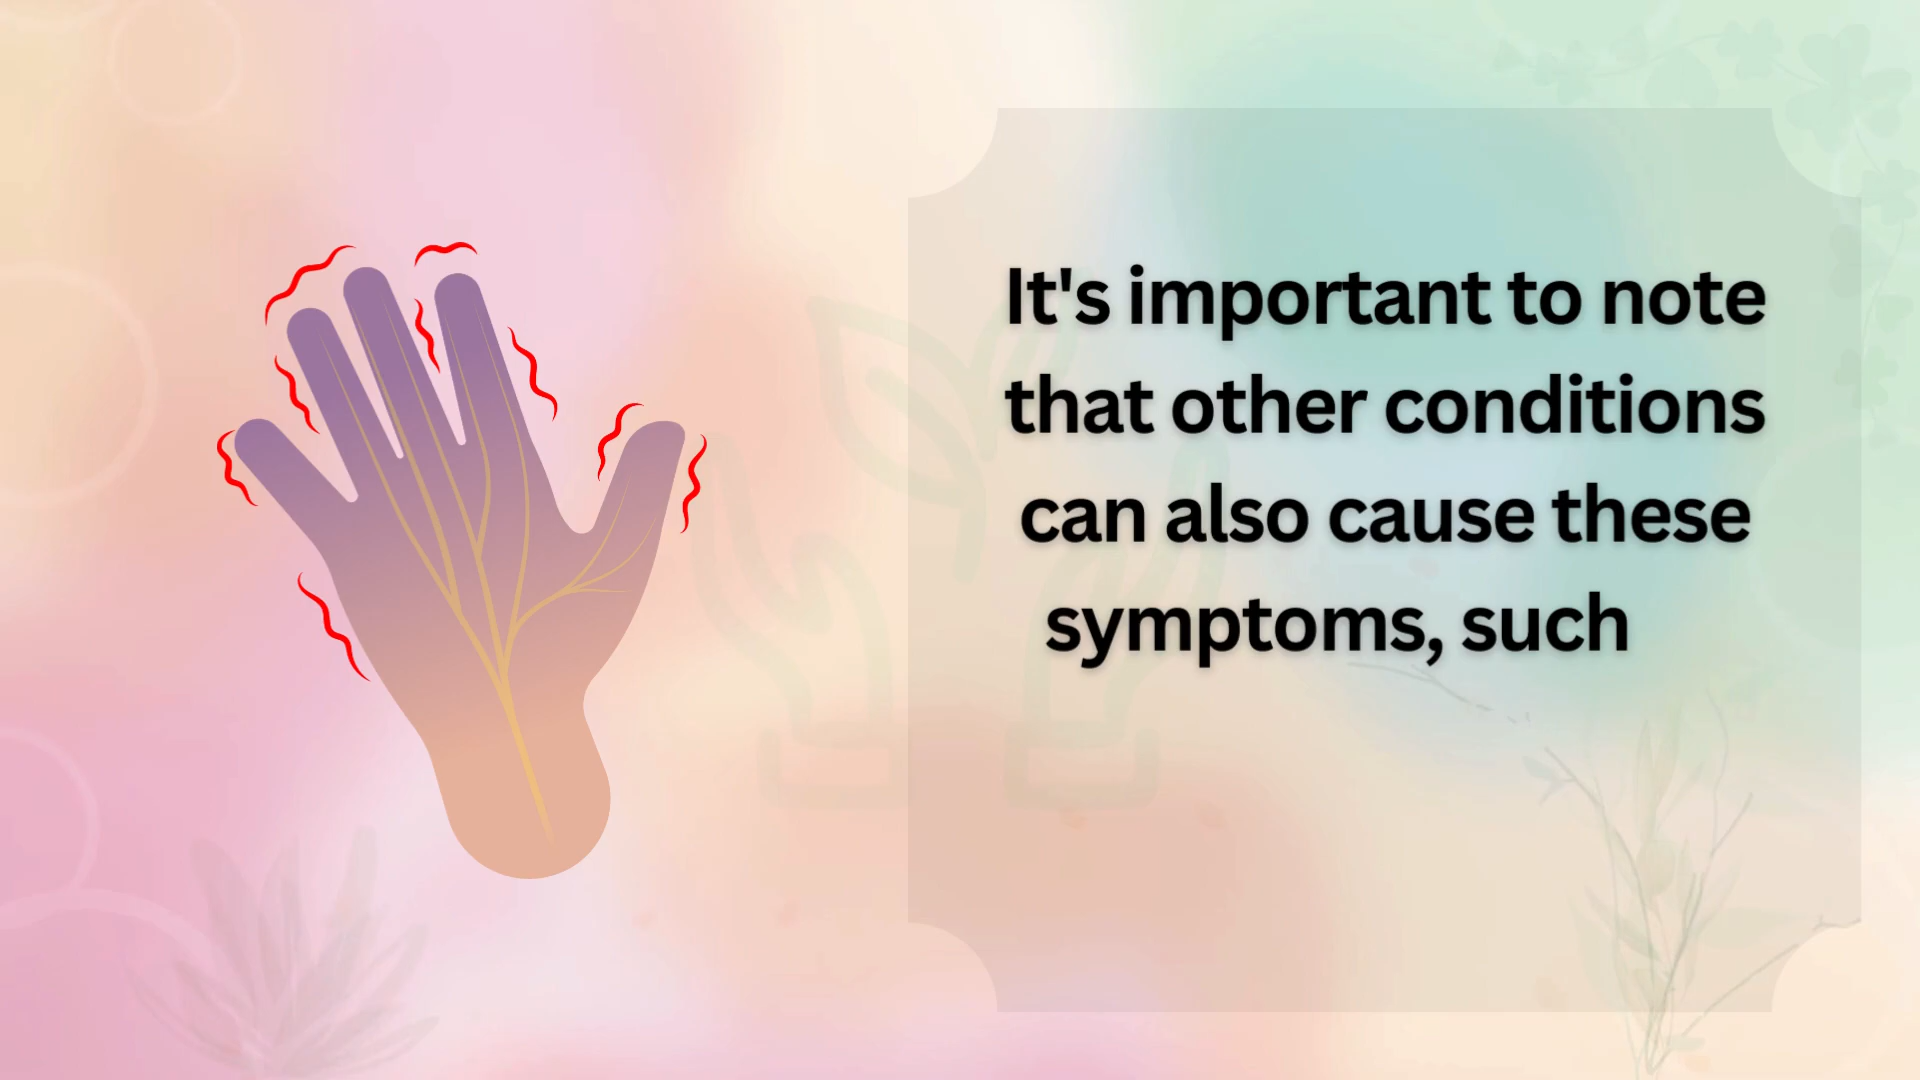 It's important to note
that other conditions
can also cause these
symptoms, such